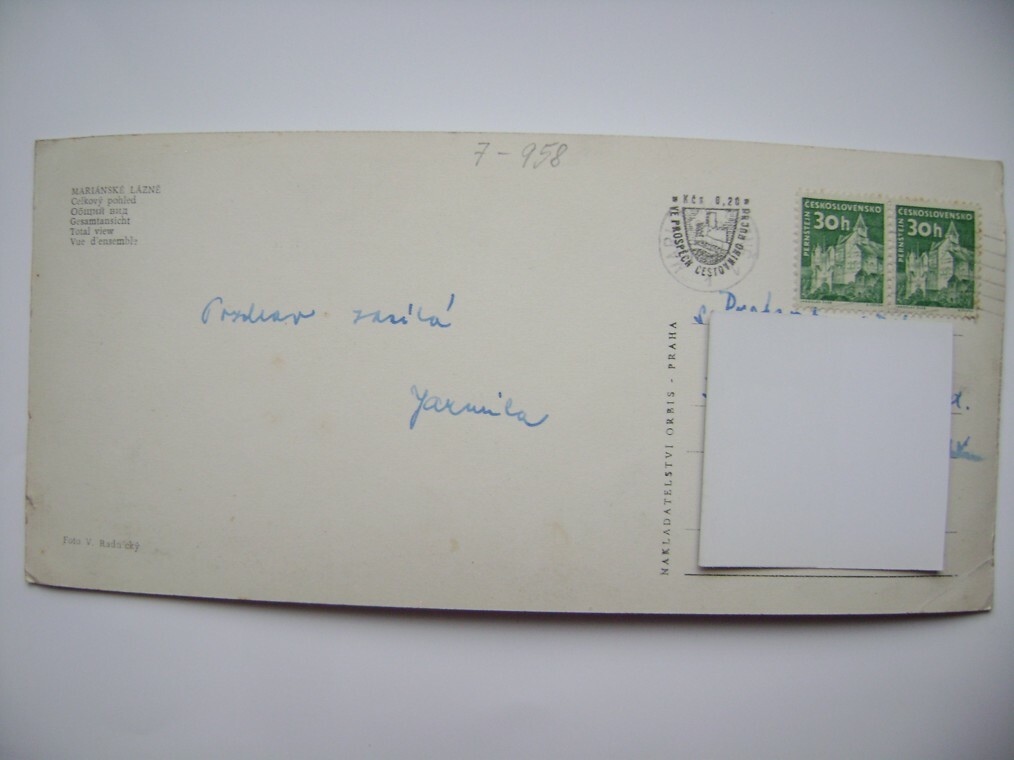 7-958
MARIÁNSKÉ LÁZNĚ
Celkový pohled
Общий вид
Gesamtansicht
Total view
Vue d'ensemble
Pozdrav zasílá
Jarmila
Foto V. Radnický
NAKLADATELSTVÍ ORBIS - PRAHA
Kčs 0,20
VE PROSPĚCH CESTOVNÍHO RUCHU
ČESKOSLOVENSKO
30h
PERNŠTEJN
ČESKOSLOVENSKO
30h
PERNŠTEJN